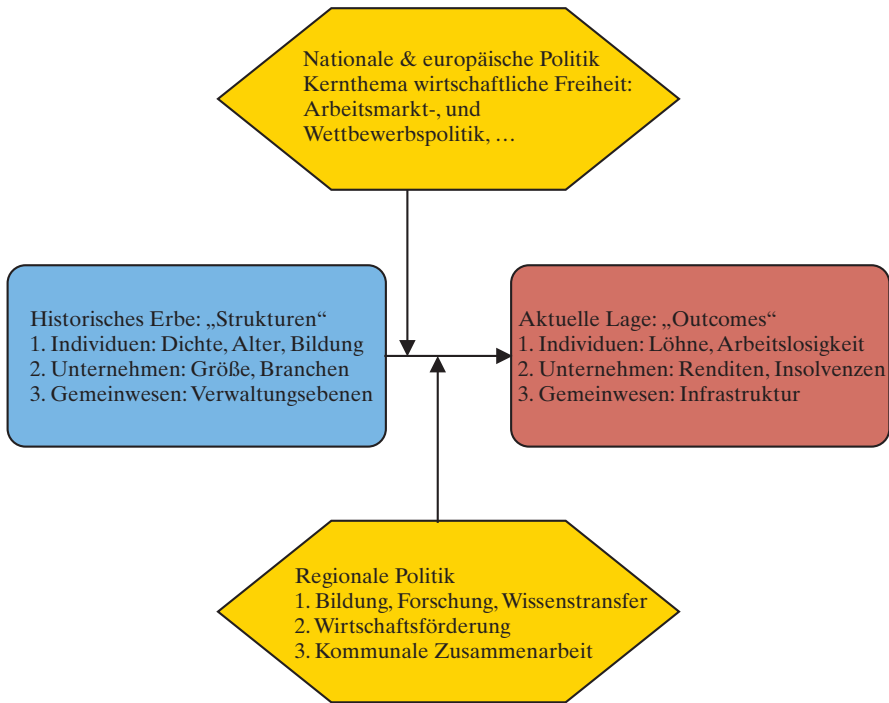 Nationale & europäische Politik
Kernthema wirtschaftliche Freiheit:
Arbeitsmarkt-, und
Wettbewerbspolitik, …
Historisches Erbe: „Strukturen“
1. Individuen: Dichte, Alter, Bildung
2. Unternehmen: Größe, Branchen
3. Gemeinwesen: Verwaltungsebenen
Aktuelle Lage: „Outcomes“
1. Individuen: Löhne, Arbeitslosigkeit
2. Unternehmen: Renditen, Insolvenzen
3. Gemeinwesen: Infrastruktur
Regionale Politik
1. Bildung, Forschung, Wissenstransfer
2. Wirtschaftsförderung
3. Kommunale Zusammenarbeit